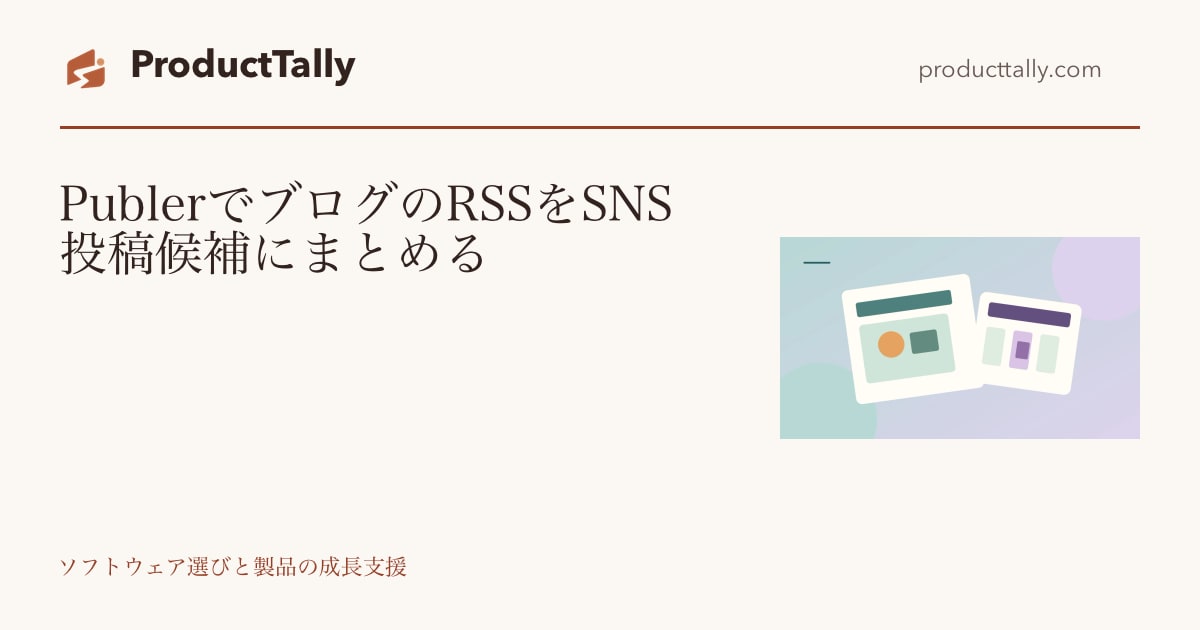 ProductTally
producttally.com
PublerでブログのRSSをSNS
投稿候補にまとめる
ソフトウェア選びと製品の成長支援